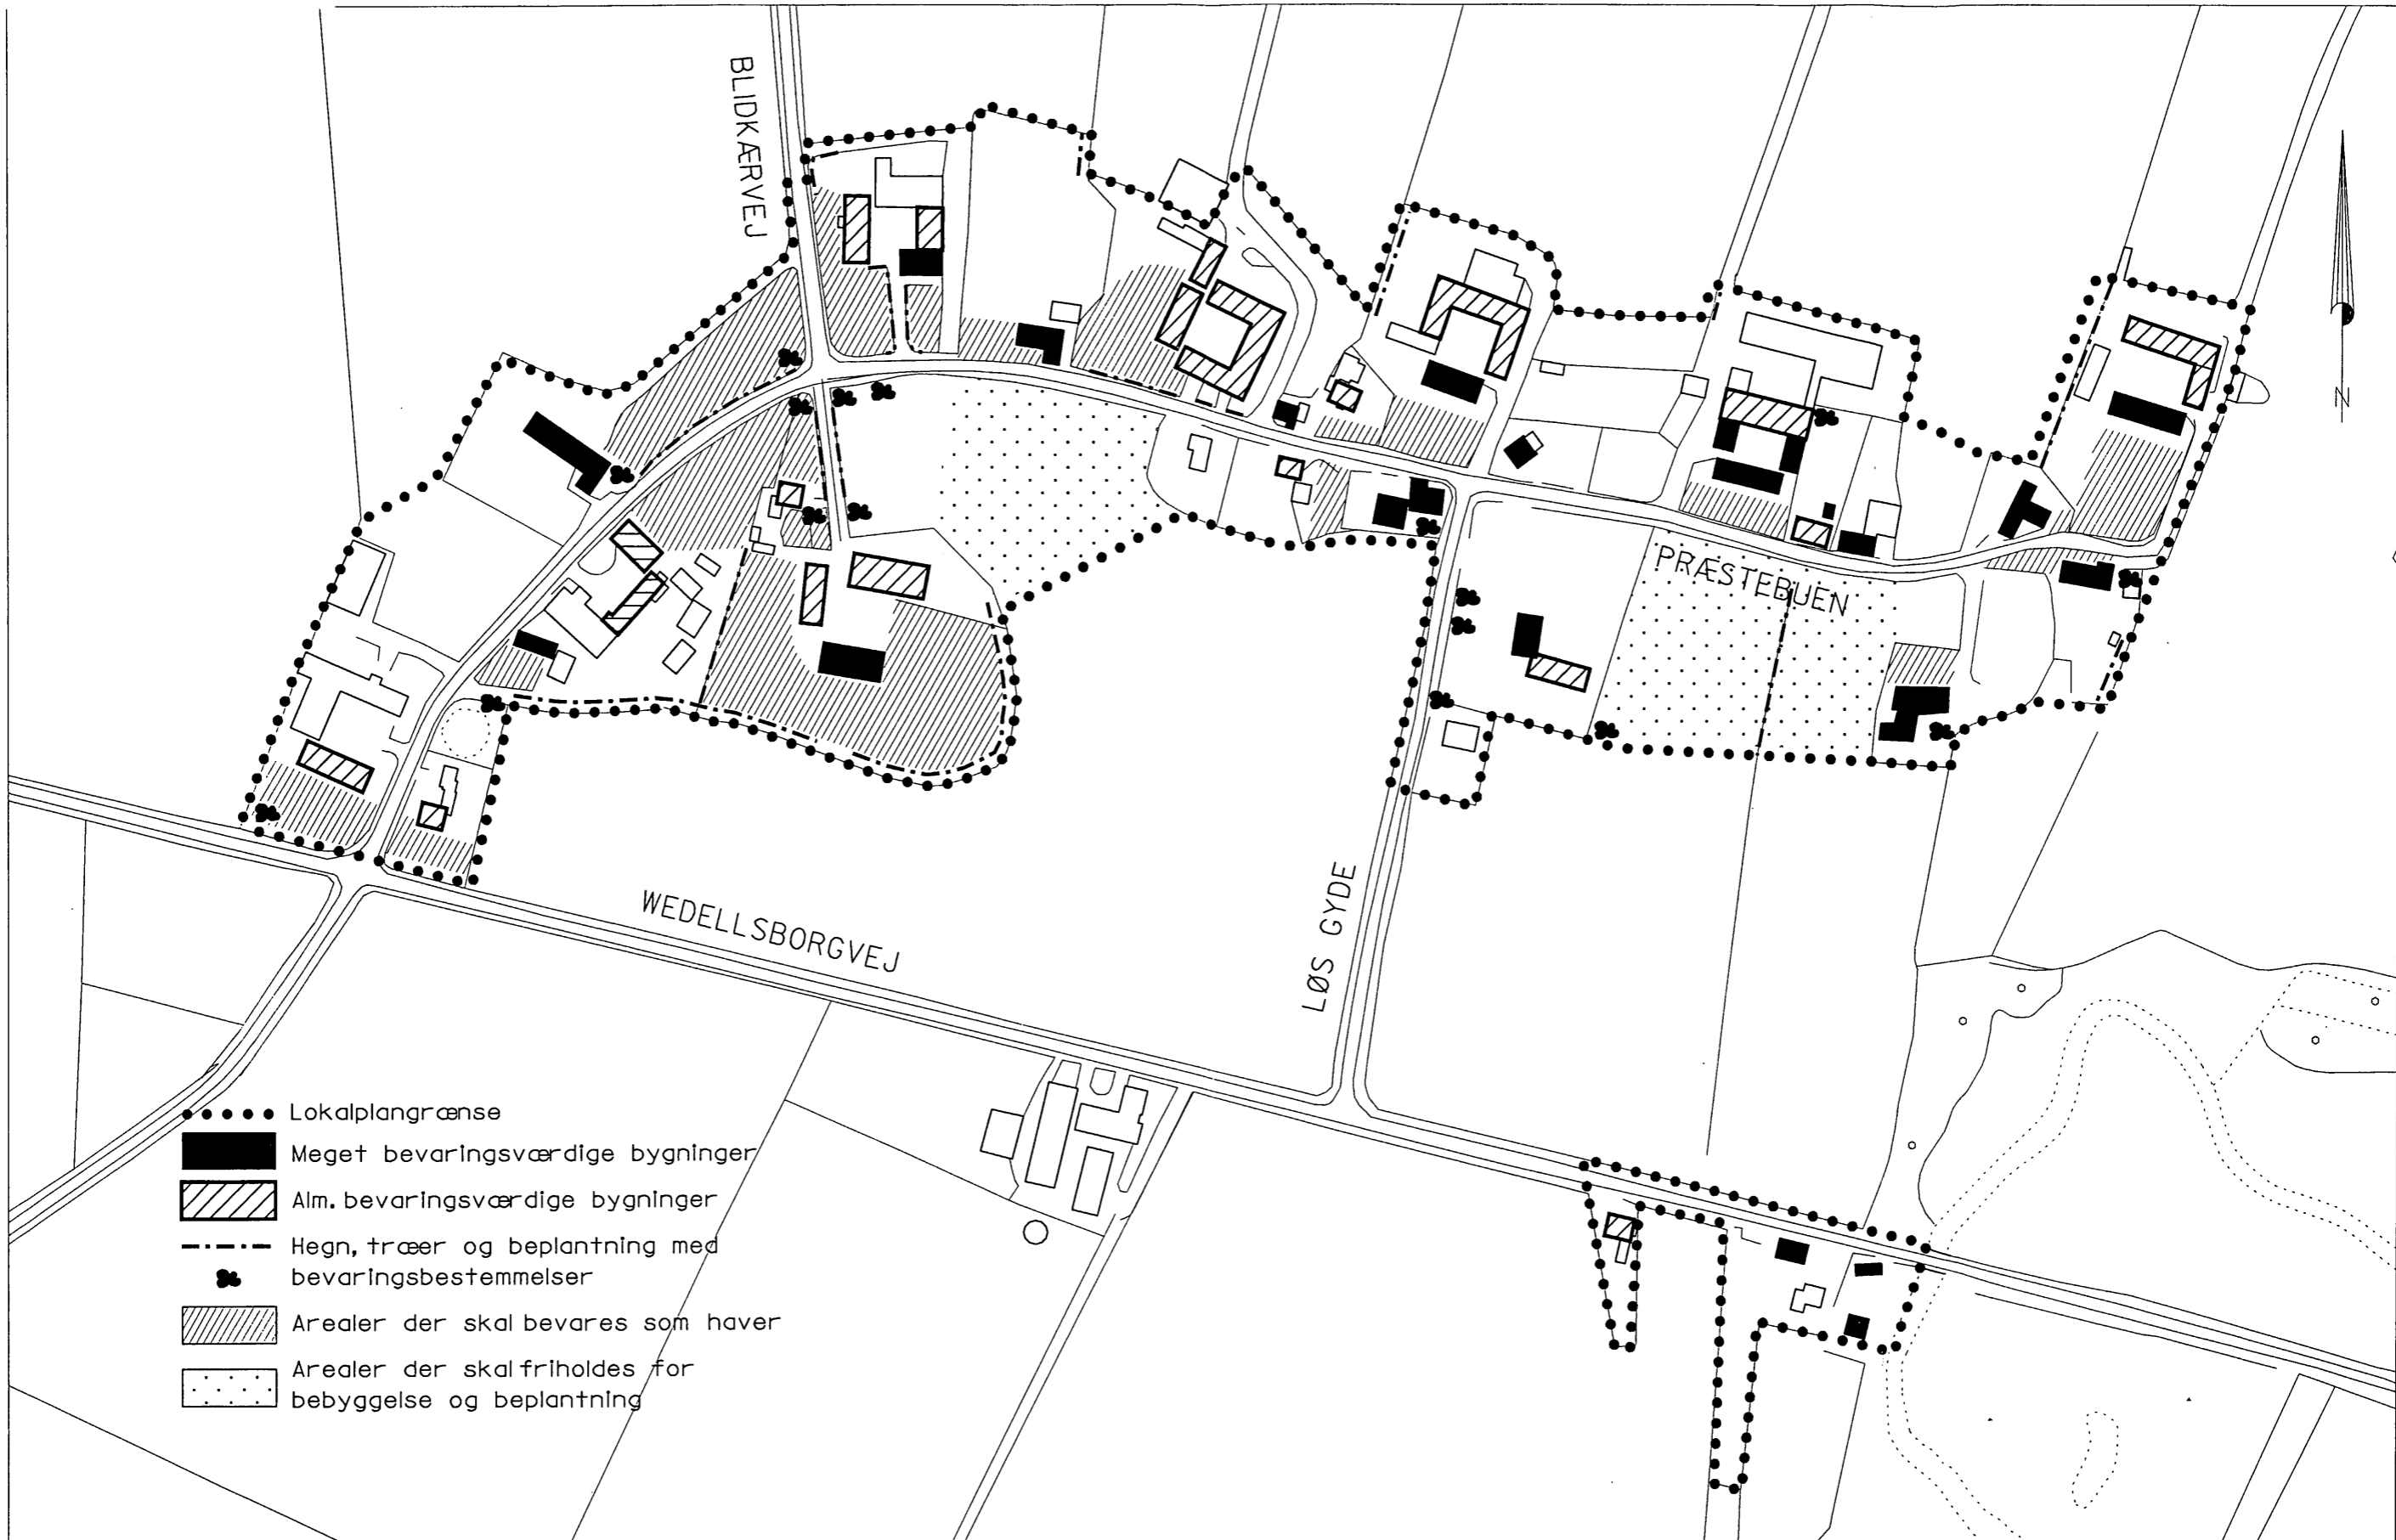 BLIDKÆRVEJ
N
PRÆSTEBUEN
WEDELLSBORGVEJ
LØS GYDE
Lokalplangrænse
Meget bevaringsværdige bygninger
Alm. bevaringsværdige bygninger
Hegn, træer og beplantning med
bevaringsbestemmelser
Arealer der skal bevares som haver
Arealer der skal friholdes for
bebyggelse og beplantning